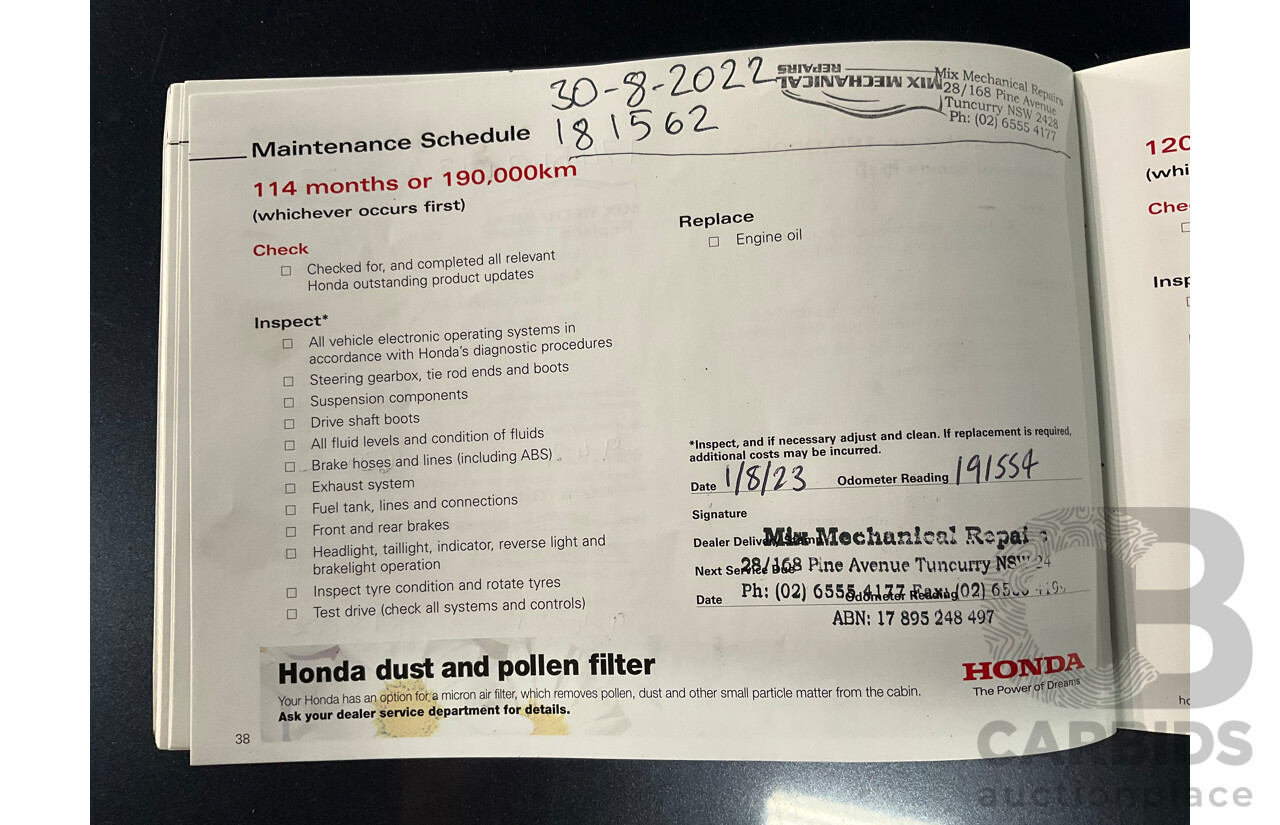 30-8-2022
181562
MIX MECHANICAL
REPAIRS
Mix Mechanical Repairs
28/168 Pine Avenue
Tuncurry NSW 2428
Ph: (02) 6555 4177
Maintenance Schedule
114 months or 190,000km
(whichever occurs first)
Check
Checked for, and completed all relevant
Honda outstanding product updates
Inspect*
All vehicle electronic operating systems in
accordance with Honda's diagnostic procedures
Steering gearbox, tie rod ends and boots
Suspension components
Drive shaft boots
All fluid levels and condition of fluids
Brake hoses and lines (including ABS)
Exhaust system
Fuel tank, lines and connections
Front and rear brakes
Headlight, taillight, indicator, reverse light and
brakelight operation
Inspect tyre condition and rotate tyres
Test drive (check all systems and controls)
Replace
Engine oil
*Inspect, and if necessary adjust and clean. If replacement is required,
additional costs may be incurred.
Date 1/8/23 Odometer Reading 191554
Signature
Dealer Mix Mechanical
Next 28/168 Pine Avenue Tuncurry
Date Ph: (02) 6555 4177 Fax: (02)
Odometer Reading
ABN: 17 895 248 497
Honda dust and pollen filter
Your Honda has an option for a micron air filter, which removes pollen, dust and other small particle matter from the cabin.
Ask your dealer service department for details.
HONDA
The Power of Dreams
38
120
(whi
Che
Insp
ho
CARBIDS
auctionplace